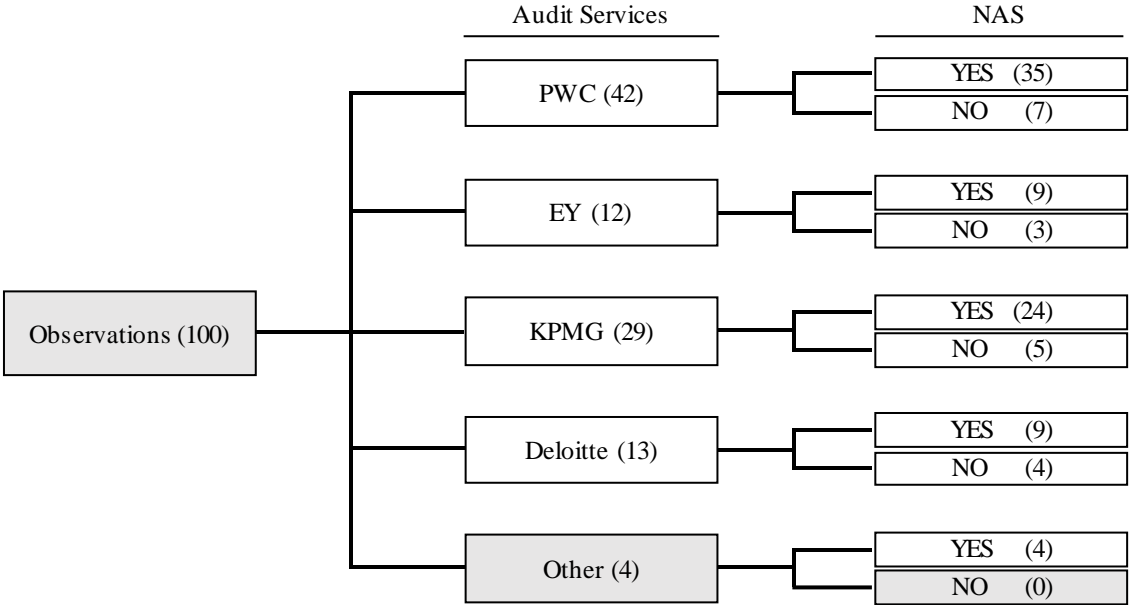 Audit Services
NAS
PWC (42)
YES (35)
NO (7)
EY (12)
YES (9)
NO (3)
Observations (100)
KPMG (29)
YES (24)
NO (5)
Deloitte (13)
YES (9)
NO (4)
Other (4)
YES (4)
NO (0)